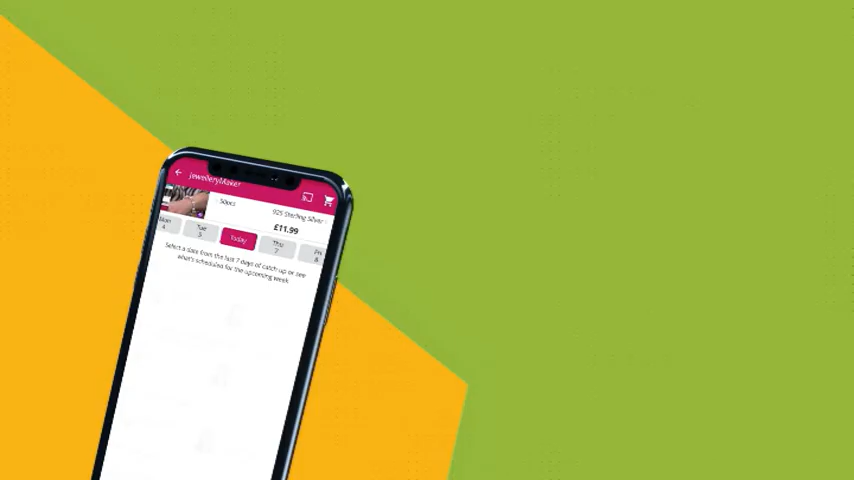 JewelleryMaker
50pcs
925 Sterling Silver
£11.99
Mon
4
Tue
5
Today
Thu
7
Fri
8
Select a date from the last 7 days of catch up or see
what's scheduled for the upcoming week